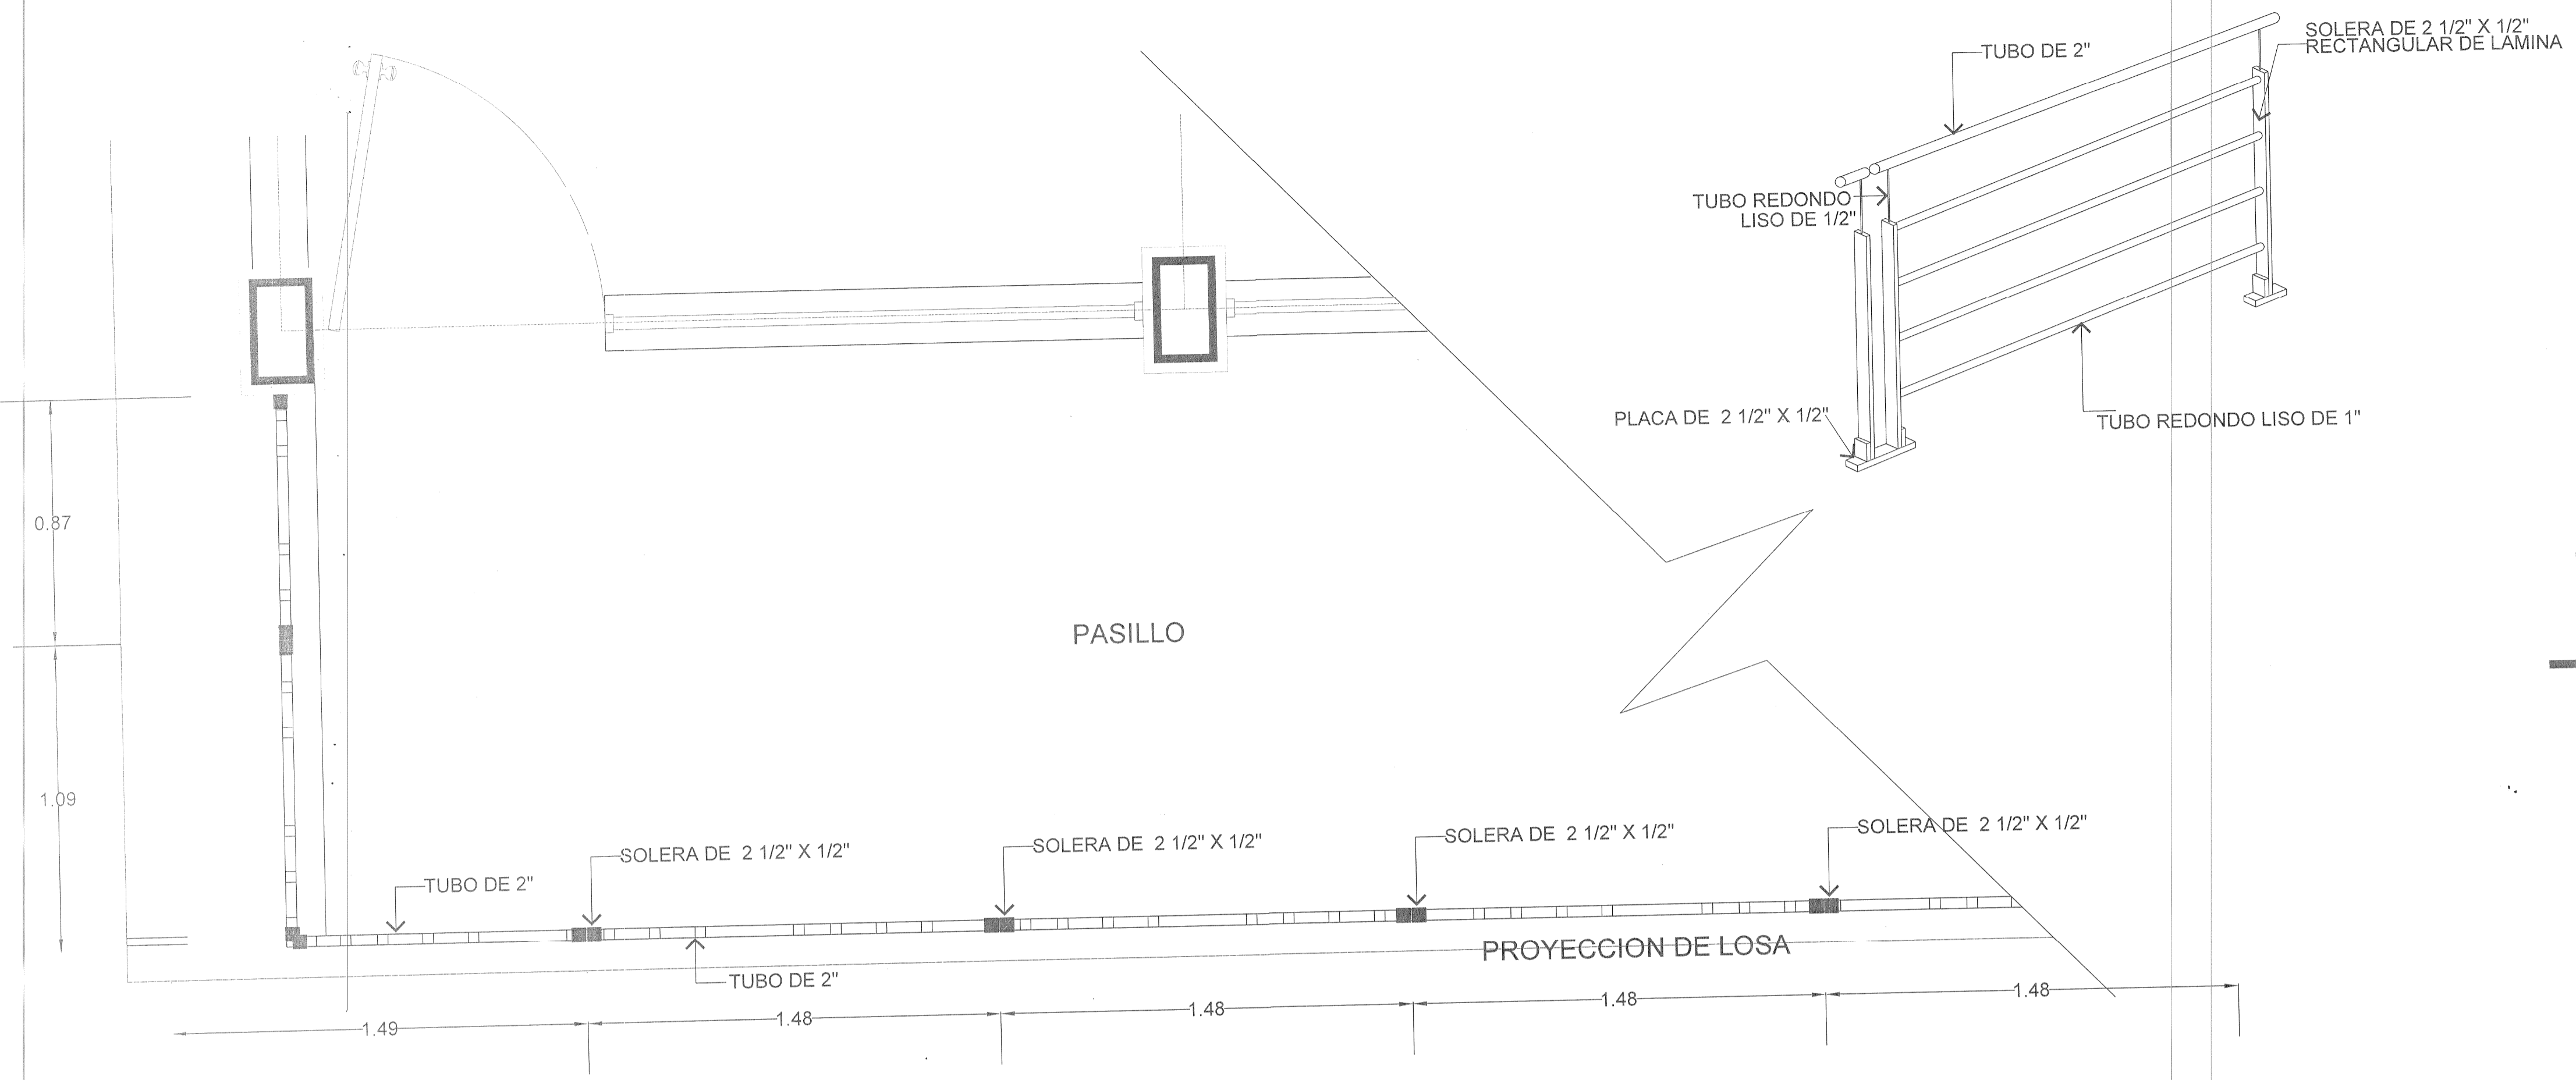 TUBO DE 2"
SOLERA DE 2 1/2" X 1/2"
RECTANGULAR DE LAMINA
TUBO REDONDO
LISO DE 1/2"
PLACA DE 2 1/2" X 1/2"
TUBO REDONDO LISO DE 1"
0.87
PASILLO
1.09
SOLERA DE 2 1/2" X 1/2"
SOLERA DE 2 1/2" X 1/2"
SOLERA DE 2 1/2" X 1/2"
SOLERA DE 2 1/2" X 1/2"
TUBO DE 2"
PROYECCION DE LOSA
TUBO DE 2"
1.49
1.48
1.48
1.48
1.48